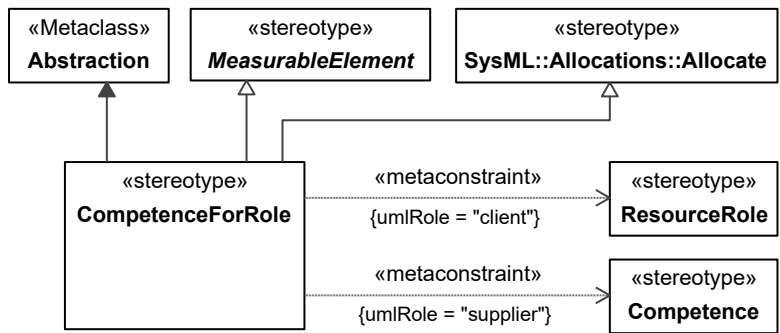 «Metaclass»
Abstraction
«stereotype»
MeasurableElement
«stereotype»
SysML::Allocations::Allocate
«stereotype»
CompetenceForRole
«metaconstraint»
{umlRole = "client"}
«stereotype»
ResourceRole
«metaconstraint»
{umlRole = "supplier"}
«stereotype»
Competence